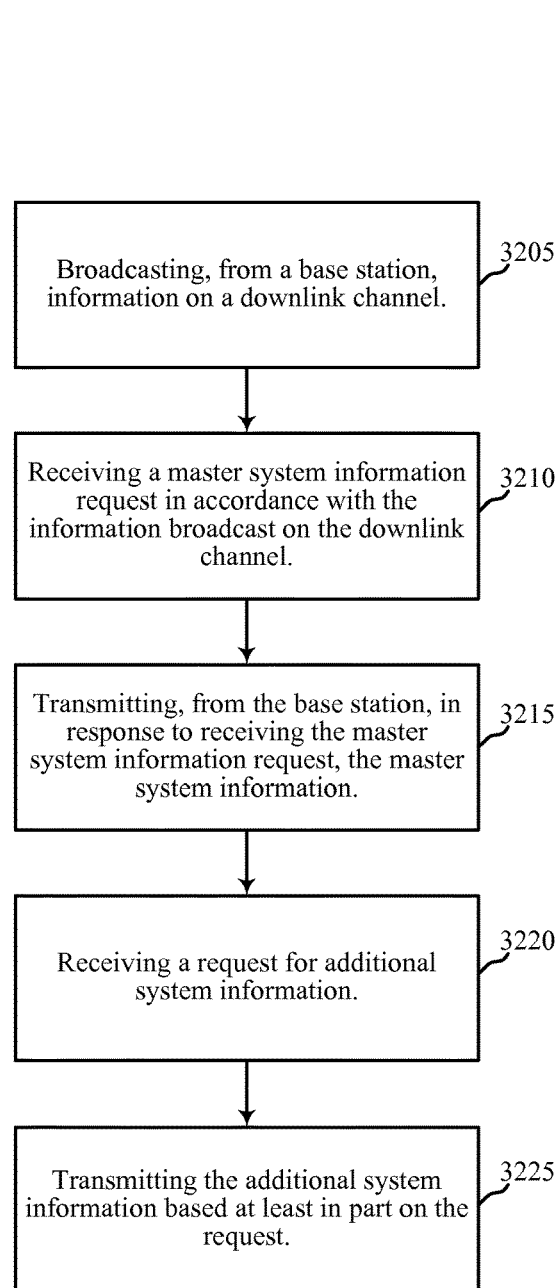 Broadcasting, from a base station,
information on a downlink channel.
3205
Receiving a master system information
request in accordance with the
information broadcast on the downlink
channel.
3210
Transmitting, from the base station, in
response to receiving the master
system information request, the master
system information.
3215
Receiving a request for additional
system information.
3220
Transmitting the additional system
information based at least in part on the
request.
3225